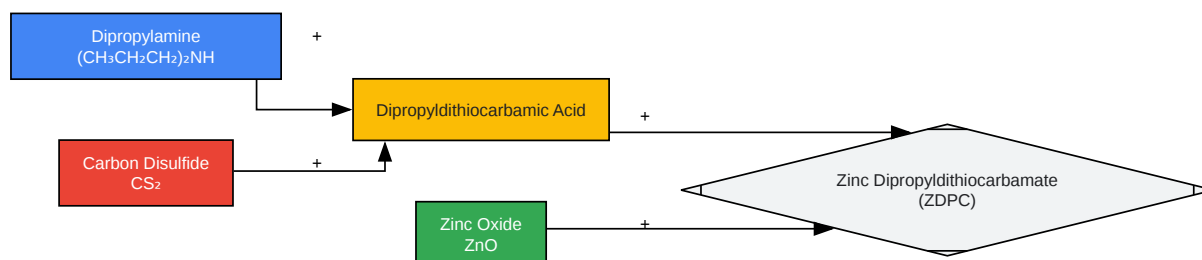 Dipropylamine
(CH₃CH₂CH₂)₂NH
+
Dipropyldithiocarbamic Acid
+
Carbon Disulfide
CS₂
+
Zinc Dipropyldithiocarbamate
(ZDPC)
Zinc Oxide
ZnO
+